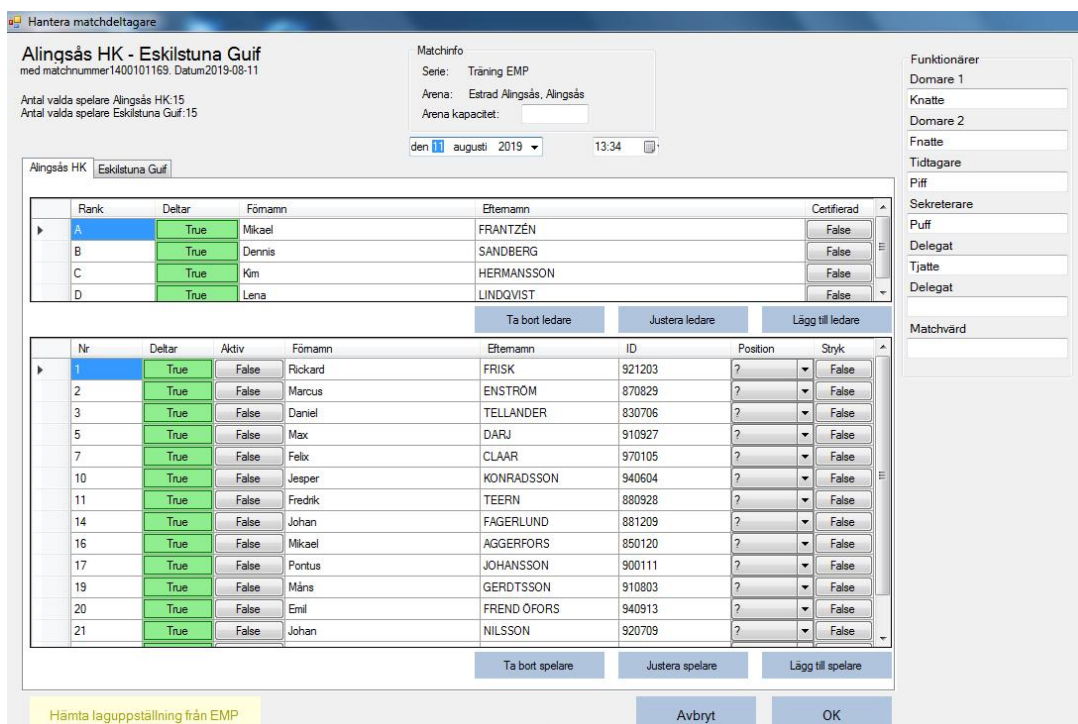 Hantera matchdeltagare
Alingsås HK - Eskilstuna Guif
med matchnummer1400101169. Datum2019-08-11
Antal valda spelare Alingsås HK:15
Antal valda spelare Eskilstuna Guif:15
Matchinfo
Serie: Träning EMP
Arena: Estrad Alingsås, Alingsås
Arena kapacitet:
den 11 augusti 2019 13:34
Alingsås HK Eskilstuna Guif
Rank Deltar Förnamn Efternamn Certifierad
A True Mikael FRANTZÉN False
B True Dennis SANDBERG False
C True Kim HERMANSSON False
D True Lena LINDQVIST False
Ta bort ledare Justera ledare Lägg till ledare
Nr Deltar Aktiv Förnamn Efternamn ID Position Stryk
1 True False Rickard FRISK 921203 ? False
2 True False Marcus ENSTRÖM 870829 ? False
3 True False Daniel TELLANDER 830706 ? False
5 True False Max DARJ 910927 ? False
7 True False Felix CLAAR 970105 ? False
10 True False Jesper KONRADSSON 940604 ? False
11 True False Fredrik TEERN 880928 ? False
14 True False Johan FAGERLUND 881209 ? False
16 True False Mikael AGGERFORS 850120 ? False
17 True False Pontus JOHANSSON 900111 ? False
19 True False Måns GERDTSSON 910803 ? False
20 True False Emil FREND ÖFORS 940913 ? False
21 True False Johan NILSSON 920709 ? False
Ta bort spelare Justera spelare Lägg till spelare
Hämta laguppställning från EMP Avbryt OK
Funktionärer
Domare 1
Knatte
Domare 2
Fnatte
Tidtagare
Piff
Sekreterare
Puff
Delegat
Tjatte
Delegat
Matchvärd